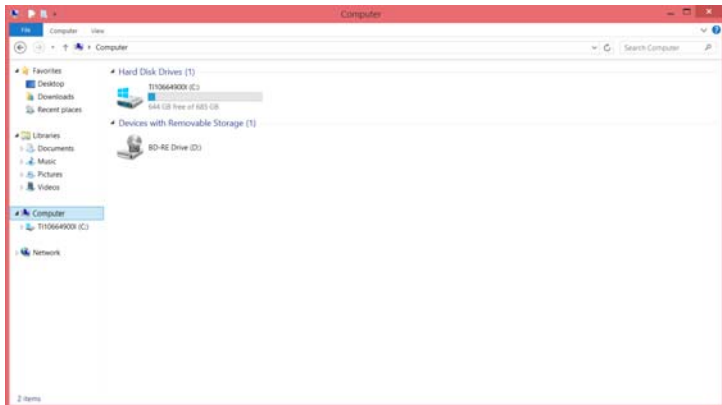 Computer
File Computer View
Computer
Search Computer
Favorites
Desktop
Downloads
Recent places
Libraries
Documents
Music
Pictures
Videos
Computer
TI10664900I (C:)
Network
Hard Disk Drives (1)
TI10664900I (C:)
644 GB free of 685 GB
Devices with Removable Storage (1)
BD-RE Drive (D:)
2 items